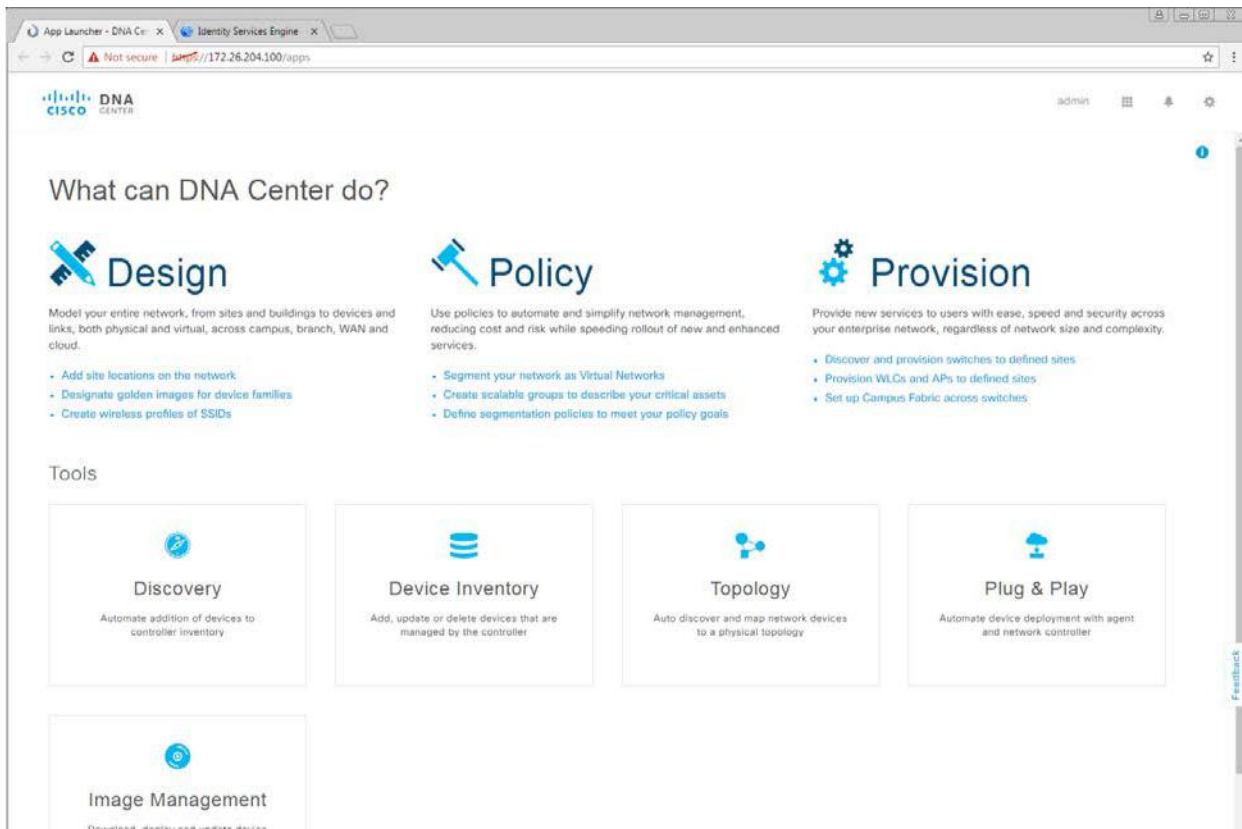 App Launcher - DNA Ce
Identity Services Engine
Not secure | https://172.26.204.100/apps
CISCO DNA CENTER
admin
What can DNA Center do?
Design
Model your entire network, from sites and buildings to devices and
links, both physical and virtual, across campus, branch, WAN and
cloud.
• Add site locations on the network
• Designate golden images for device families
• Create wireless profiles of SSIDs
Policy
Use policies to automate and simplify network management,
reducing cost and risk while speeding rollout of new and enhanced
services.
• Segment your network as Virtual Networks
• Create scalable groups to describe your critical assets
• Define segmentation policies to meet your policy goals
Provision
Provide new services to users with ease, speed and security across
your enterprise network, regardless of network size and complexity.
• Discover and provision switches to defined sites
• Provision WLCs and APs to defined sites
• Set up Campus Fabric across switches
Tools
Discovery
Automate addition of devices to
controller inventory
Device Inventory
Add, update or delete devices that are
managed by the controller
Topology
Auto discover and map network devices
to a physical topology
Plug & Play
Automate device deployment with agent
and network controller
Feedback
Image Management
Download, deploy and update device